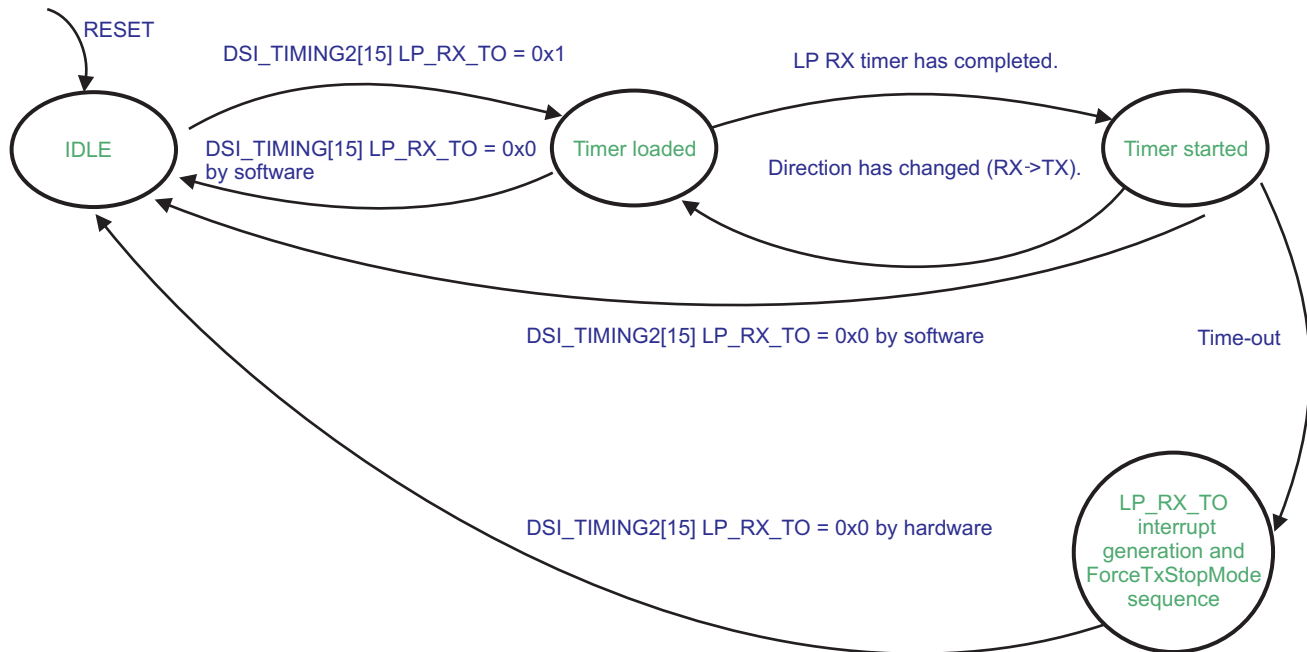 RESET
DSI_TIMING2[15] LP_RX_TO = 0x1
LP RX timer has completed.
IDLE
DSI_TIMING[15] LP_RX_TO = 0x0
by software
Timer loaded
Direction has changed (RX->TX).
Timer started
DSI_TIMING2[15] LP_RX_TO = 0x0 by software
Time-out
DSI_TIMING2[15] LP_RX_TO = 0x0 by hardware
LP_RX_TO
interrupt
generation and
ForceTxStopMode
sequence